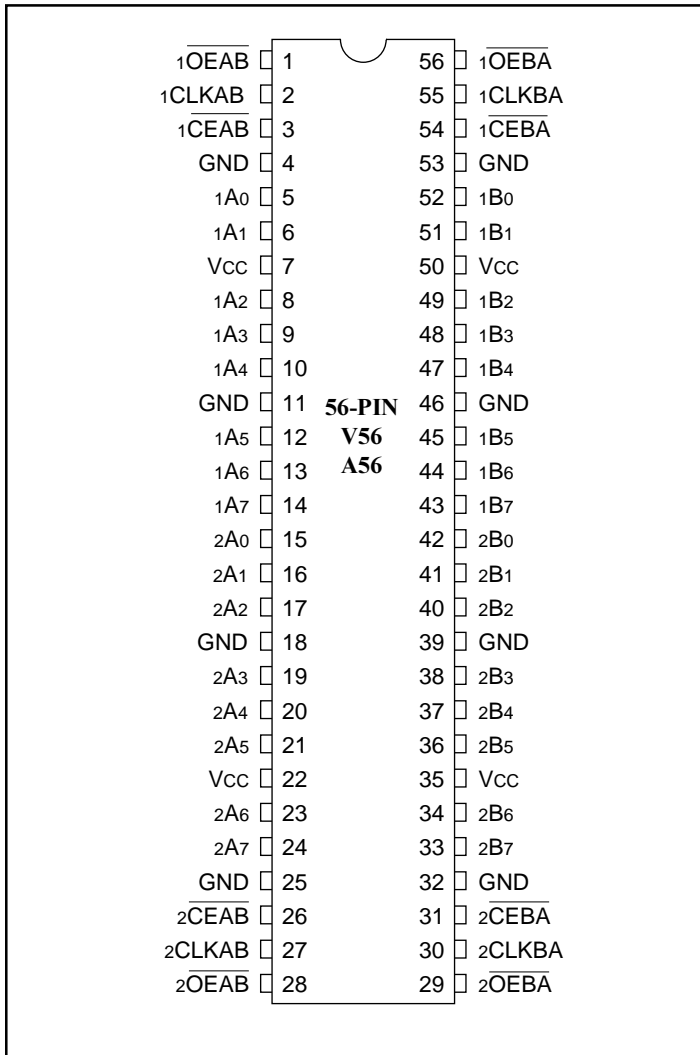 1OEAB 1 56 1OEBA
1CLKAB 2 55 1CLKBA
1CEAB 3 54 1CEBA
GND 4 53 GND
1A0 5 52 1B0
1A1 6 51 1B1
VCC 7 50 VCC
1A2 8 49 1B2
1A3 9 48 1B3
1A4 10 47 1B4
GND 11 56-PIN 46 GND
1A5 12 V56 45 1B5
1A6 13 A56 44 1B6
1A7 14 43 1B7
2A0 15 42 2B0
2A1 16 41 2B1
2A2 17 40 2B2
GND 18 39 GND
2A3 19 38 2B3
2A4 20 37 2B4
2A5 21 36 2B5
VCC 22 35 VCC
2A6 23 34 2B6
2A7 24 33 2B7
GND 25 32 GND
2CEAB 26 31 2CEBA
2CLKAB 27 30 2CLKBA
2OEAB 28 29 2OEBA